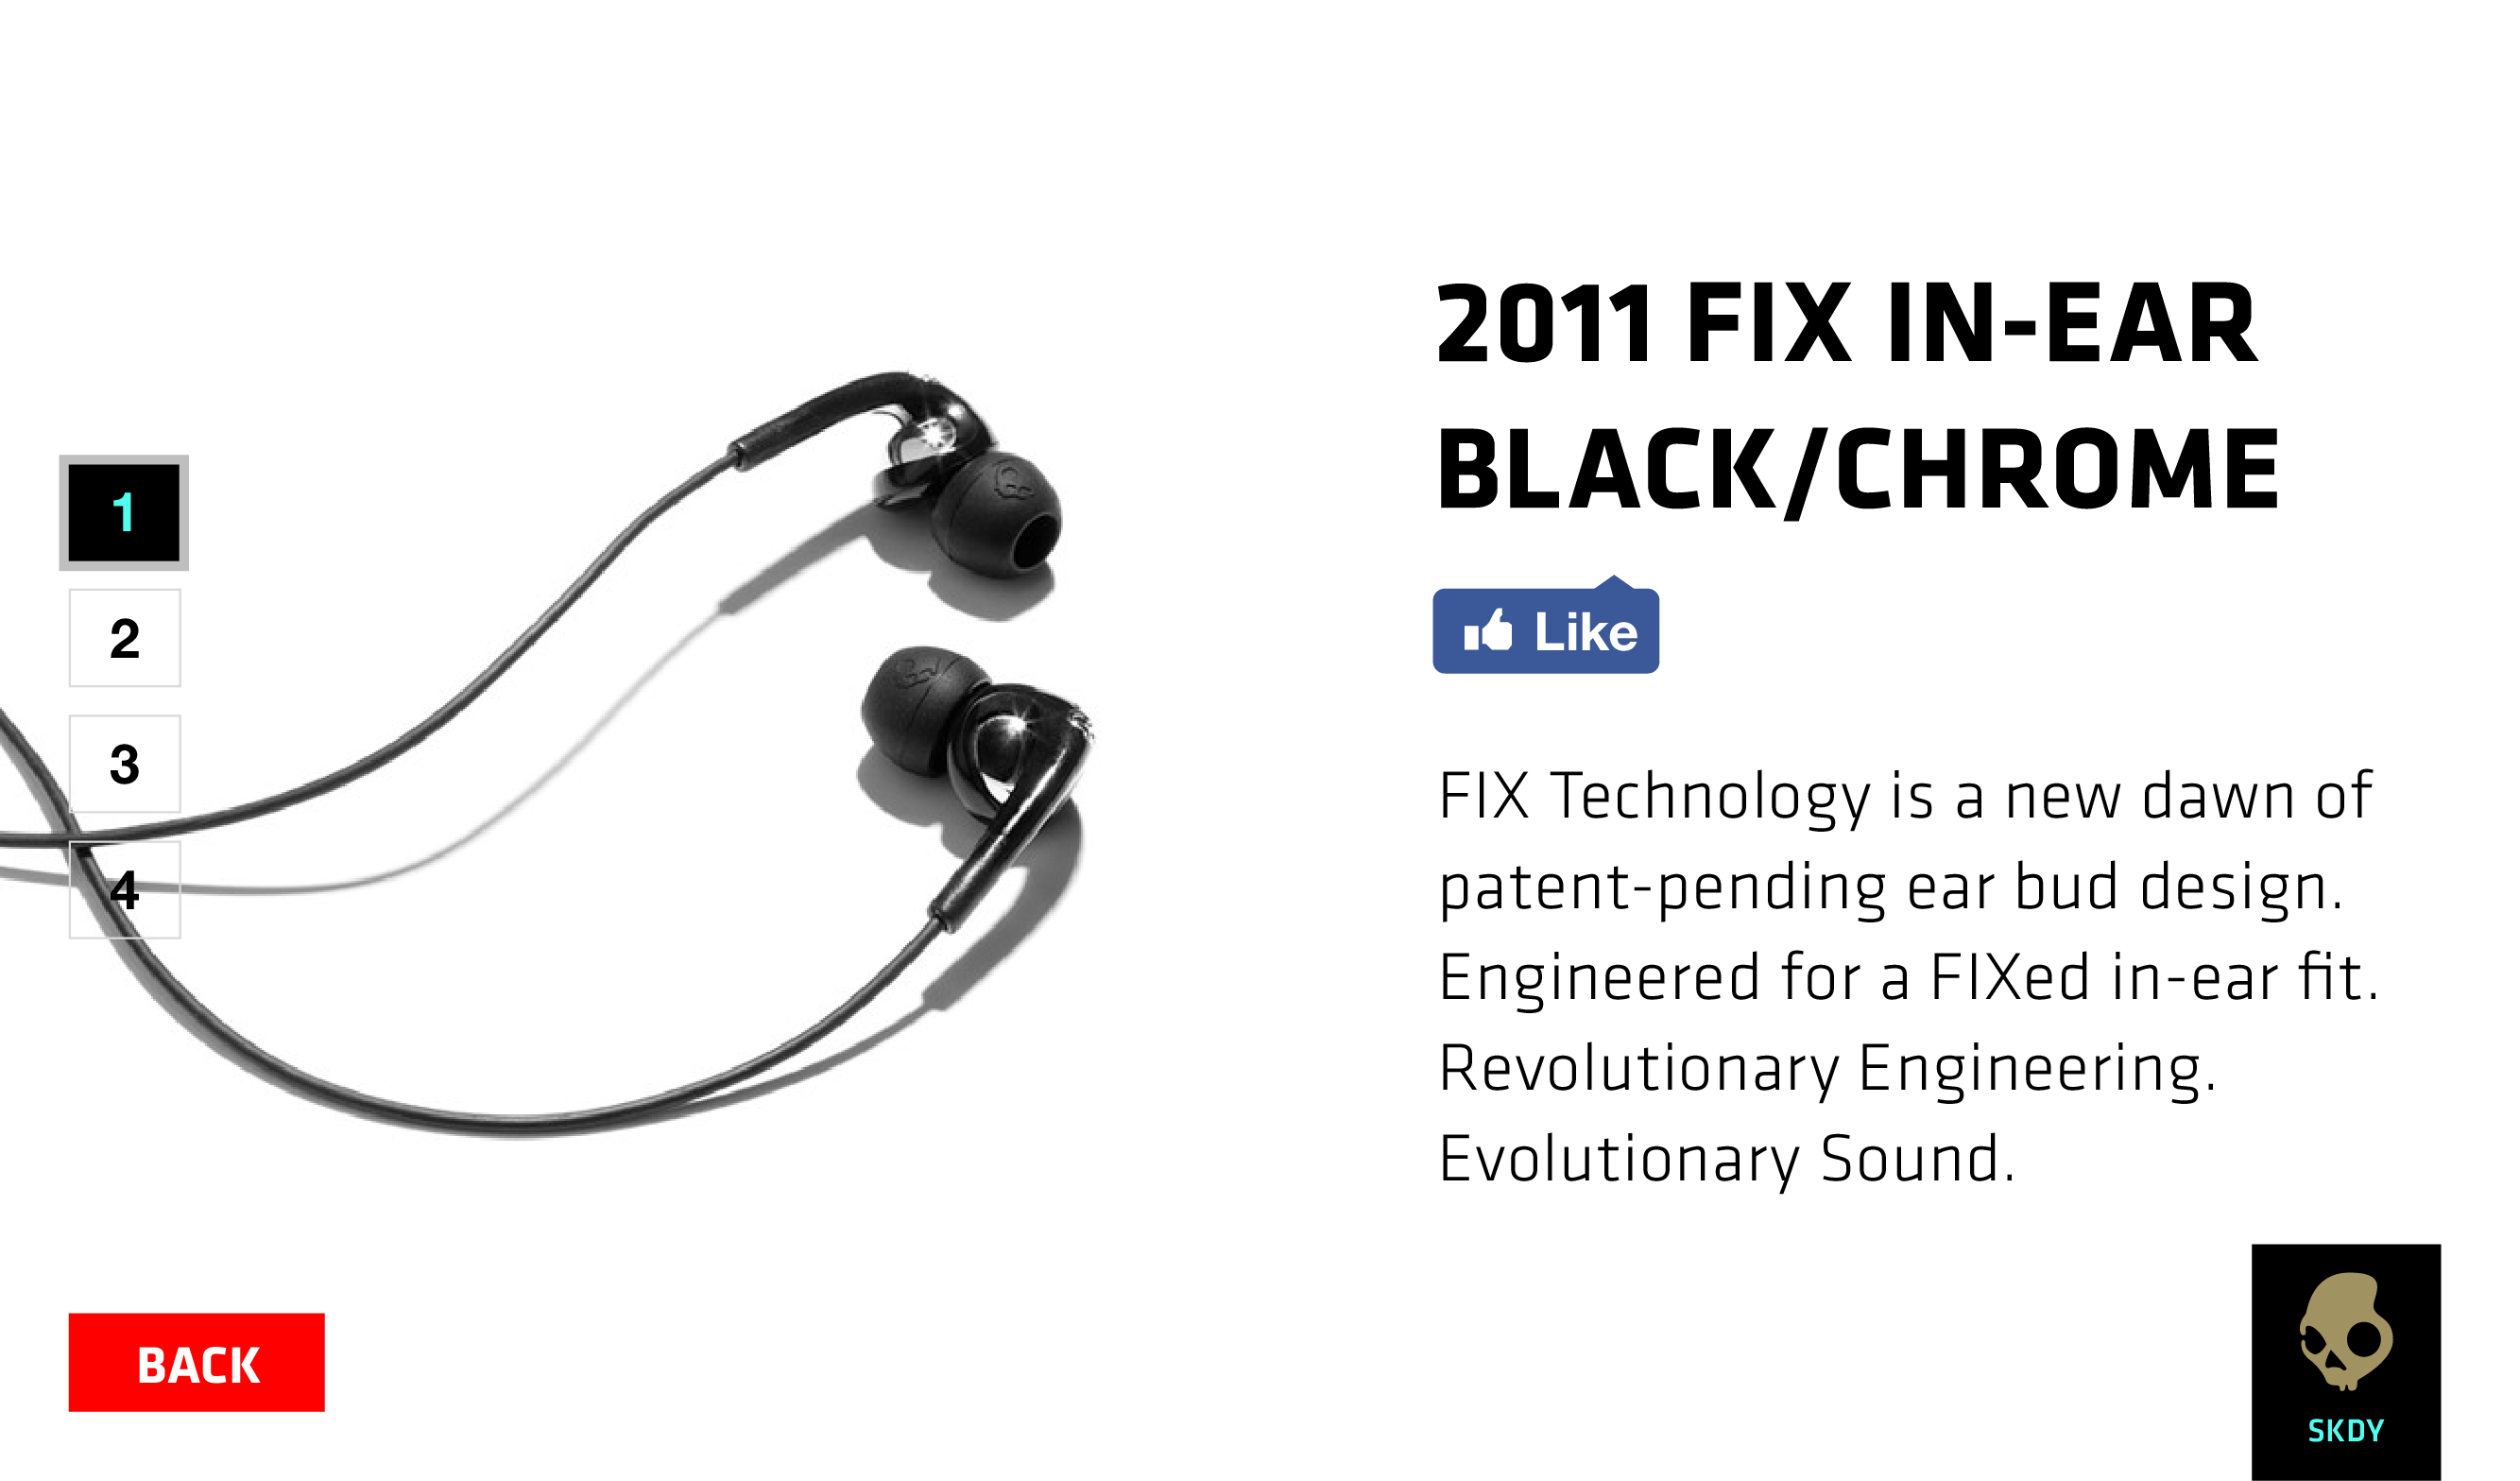 2011 FIX IN-EAR
BLACK/CHROME
Like
1
2
3
4
FIX Technology is a new dawn of
patent-pending ear bud design.
Engineered for a FIXed in-ear fit.
Revolutionary Engineering.
Evolutionary Sound.
BACK
SKDY